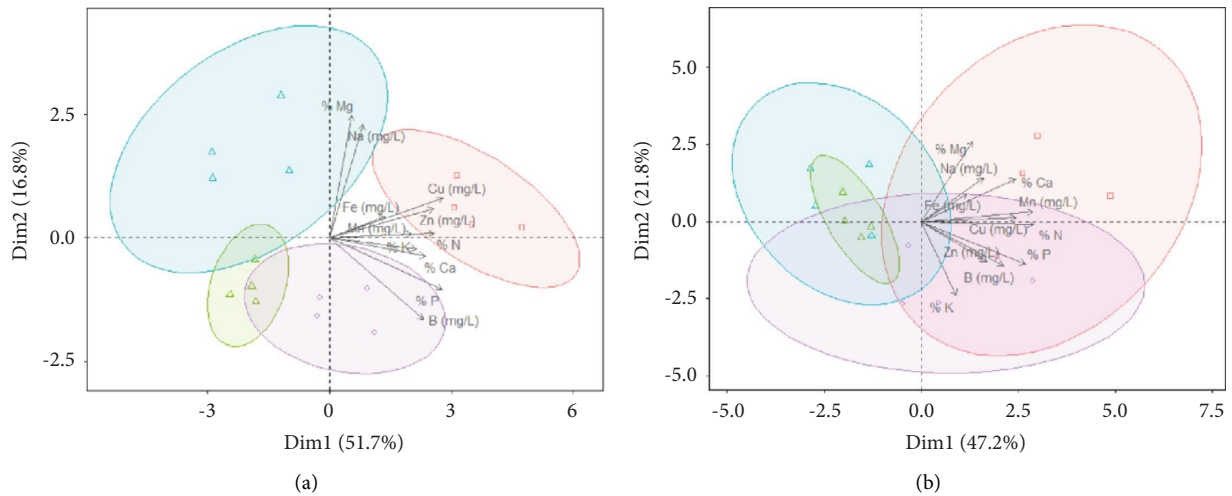 2.5
0.0
-2.5
Dim2 (16.8%)
% Mg
Na (mg/L)
Cu (mg/L)
Fe (mg/L)
Zn (mg/L)
Mn (mg/L)
% N
% K
% Ca
% P
B (mg/L)
-3 0 3 6
Dim1 (51.7%)
(a)
5.0
2.5
0.0
-2.5
-5.0
Dim2 (21.8%)
% Mg
Na (mg/L)
% Ca
Fe (mg/L)
Mn (mg/L)
Cu (mg/L)
% N
Zn (mg/L)
% P
B (mg/L)
% K
-5.0 -2.5 0.0 2.5 5.0 7.5
Dim1 (47.2%)
(b)